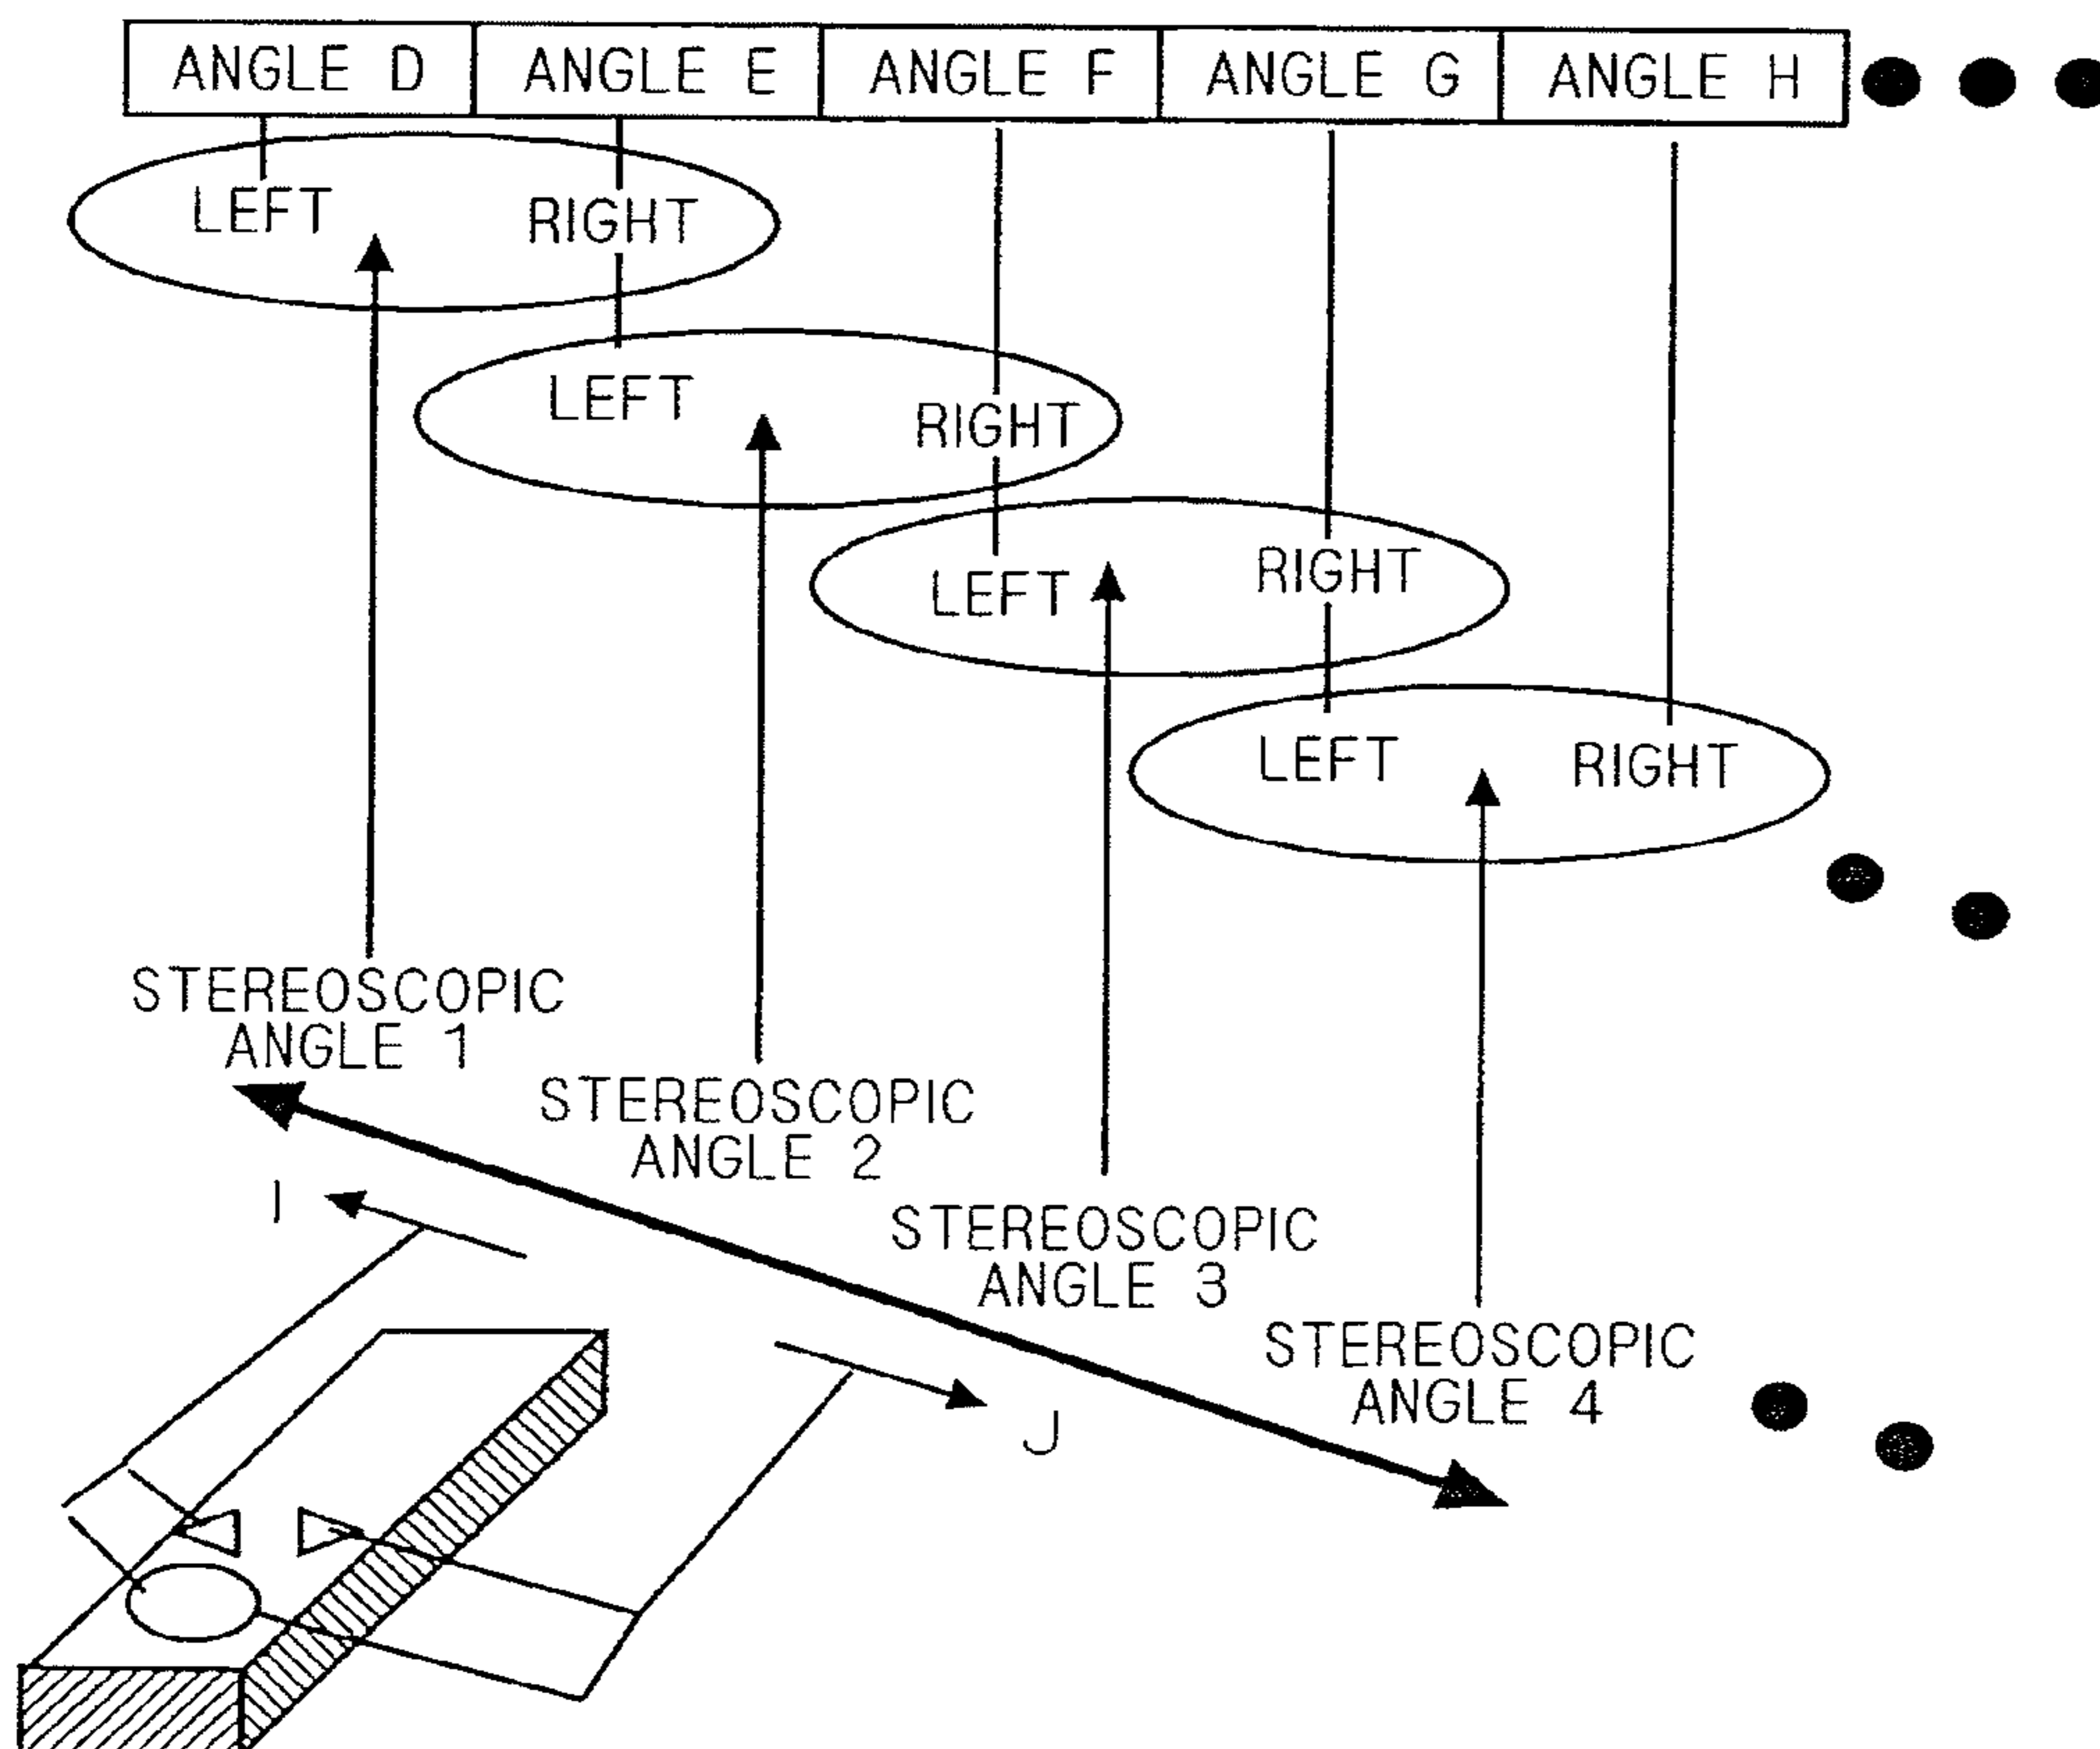 ANGLE D ANGLE E ANGLE F ANGLE G ANGLE H
LEFT RIGHT
LEFT RIGHT
LEFT RIGHT
LEFT RIGHT
STEREOSCOPIC
ANGLE 1
STEREOSCOPIC
ANGLE 2
STEREOSCOPIC
ANGLE 3
STEREOSCOPIC
ANGLE 4
I
J